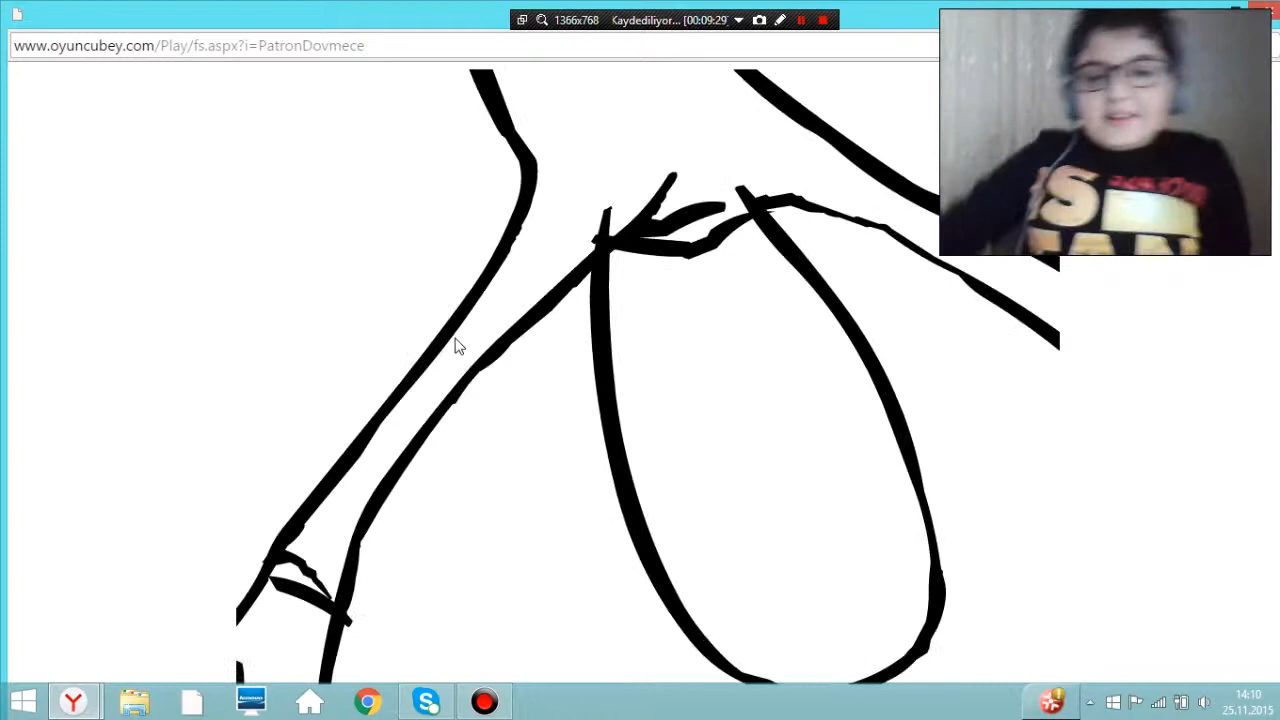 1366x768 Kaydediliyor... [00:09:29]
www.oyuncubey.com/Play/fs.aspx?i=PatronDovmece
14:10
25.11.2015